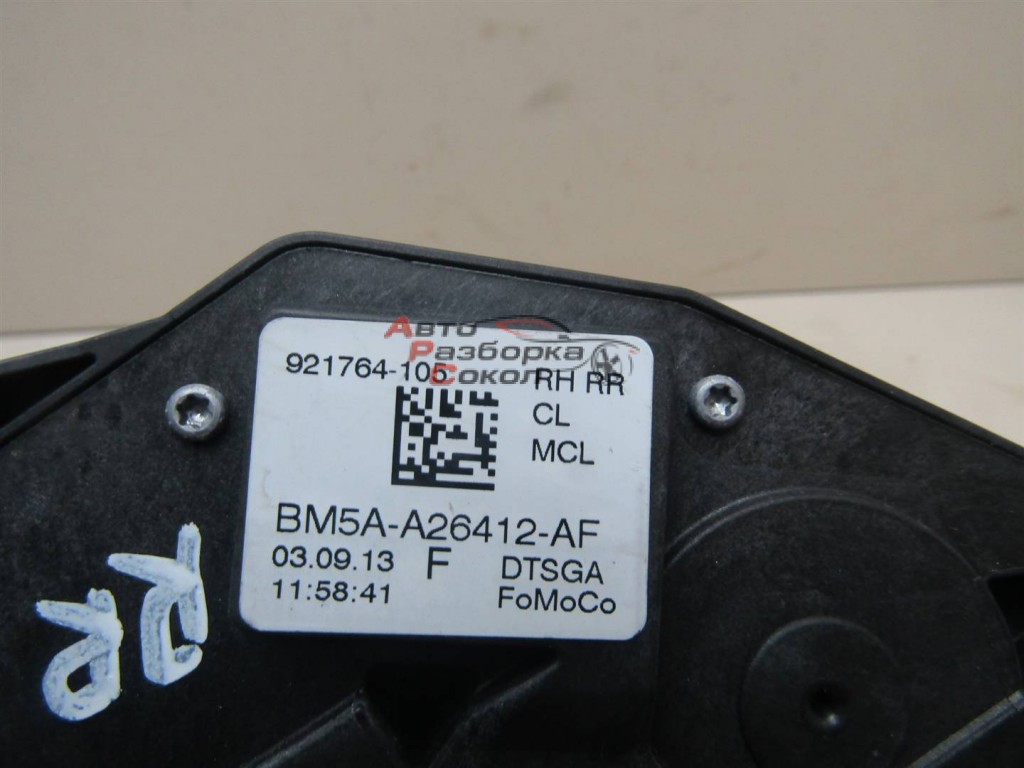 Авто
Разборка
Сокол
921764-105
RH RR
CL
MCL
BM5A-A26412-AF
03.09.13 F DTSGA
11:58:41 FoMoCo